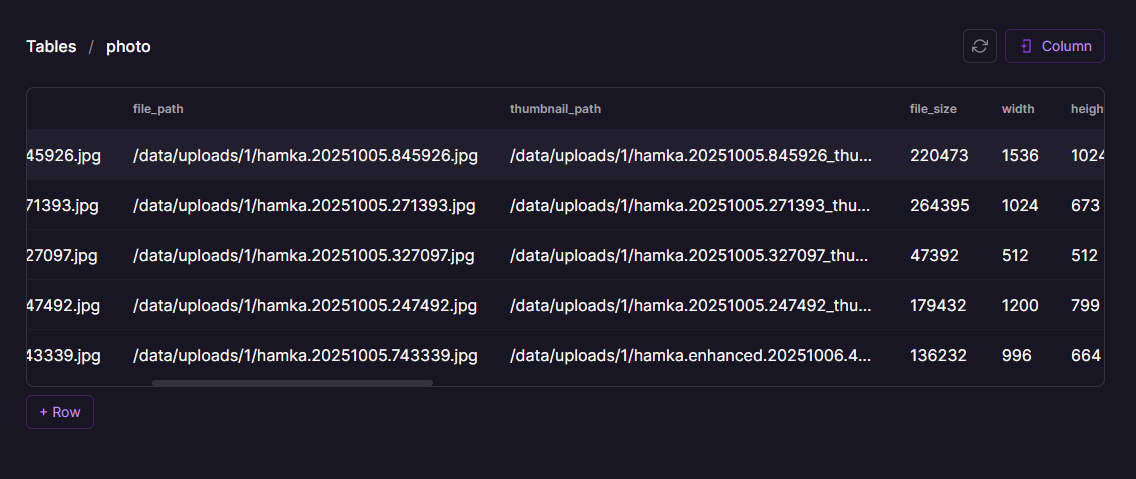 Tables / photo
Column
file_path thumbnail_path file_size width heigh
45926.jpg /data/uploads/1/hamka.20251005.845926.jpg /data/uploads/1/hamka.20251005.845926_thu... 220473 1536 1024
71393.jpg /data/uploads/1/hamka.20251005.271393.jpg /data/uploads/1/hamka.20251005.271393_thu... 264395 1024 673
27097.jpg /data/uploads/1/hamka.20251005.327097.jpg /data/uploads/1/hamka.20251005.327097_thu... 47392 512 512
47492.jpg /data/uploads/1/hamka.20251005.247492.jpg /data/uploads/1/hamka.20251005.247492_thu... 179432 1200 799
43339.jpg /data/uploads/1/hamka.20251005.743339.jpg /data/uploads/1/hamka.enhanced.20251006.4... 136232 996 664
+ Row